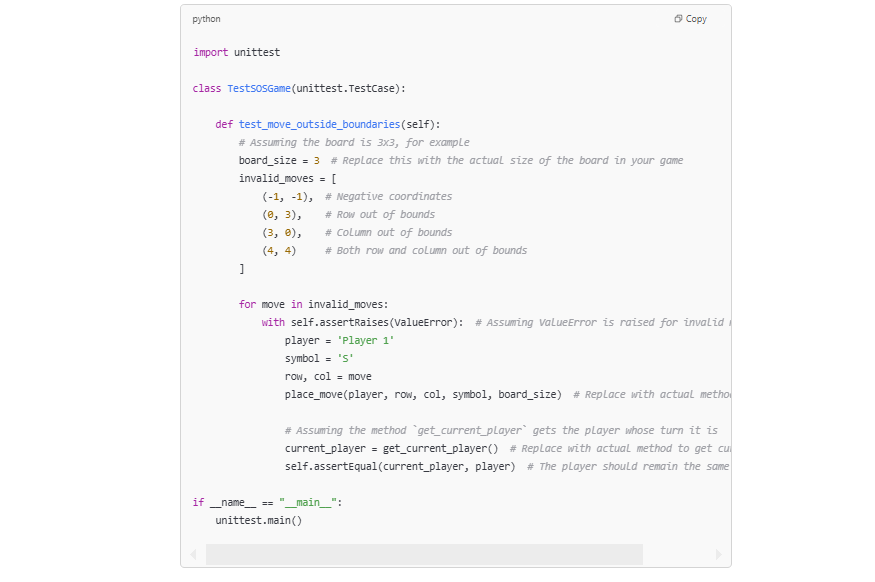 python
Copy
import unittest
class TestSOSGame(unittest.TestCase):
def test_move_outside_boundaries(self):
# Assuming the board is 3x3, for example
board_size = 3  # Replace this with the actual size of the board in your game
invalid_moves = [
(-1, -1),  # Negative coordinates
(0, 3),    # Row out of bounds
(3, 0),    # Column out of bounds
(4, 4)     # Both row and column out of bounds
]
for move in invalid_moves:
with self.assertRaises(ValueError):  # Assuming ValueError is raised for invalid
player = 'Player 1'
symbol = 'S'
row, col = move
place_move(player, row, col, symbol, board_size)  # Replace with actual
# Assuming the method `get_current_player` gets the player whose turn it is
current_player = get_current_player()  # Replace with actual method to get
self.assertEqual(current_player, player)  # The player should remain the same
if __name__ == "__main__":
unittest.main()